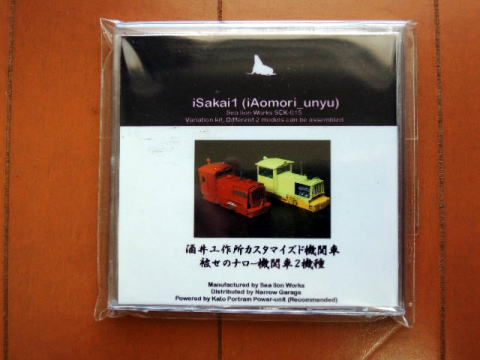 iSakai1 (iAomori_unyu)
Sea lion Works SEK-015
Variation kit, Different 2 models can be assembled
酒井工作所カスタマイズド機関車
被せのナロー機関車2機種
Manufactured by Sea lion Works
Distributed by Narrow Garage
Powered by Kato Portram Power-unit (Recommended)